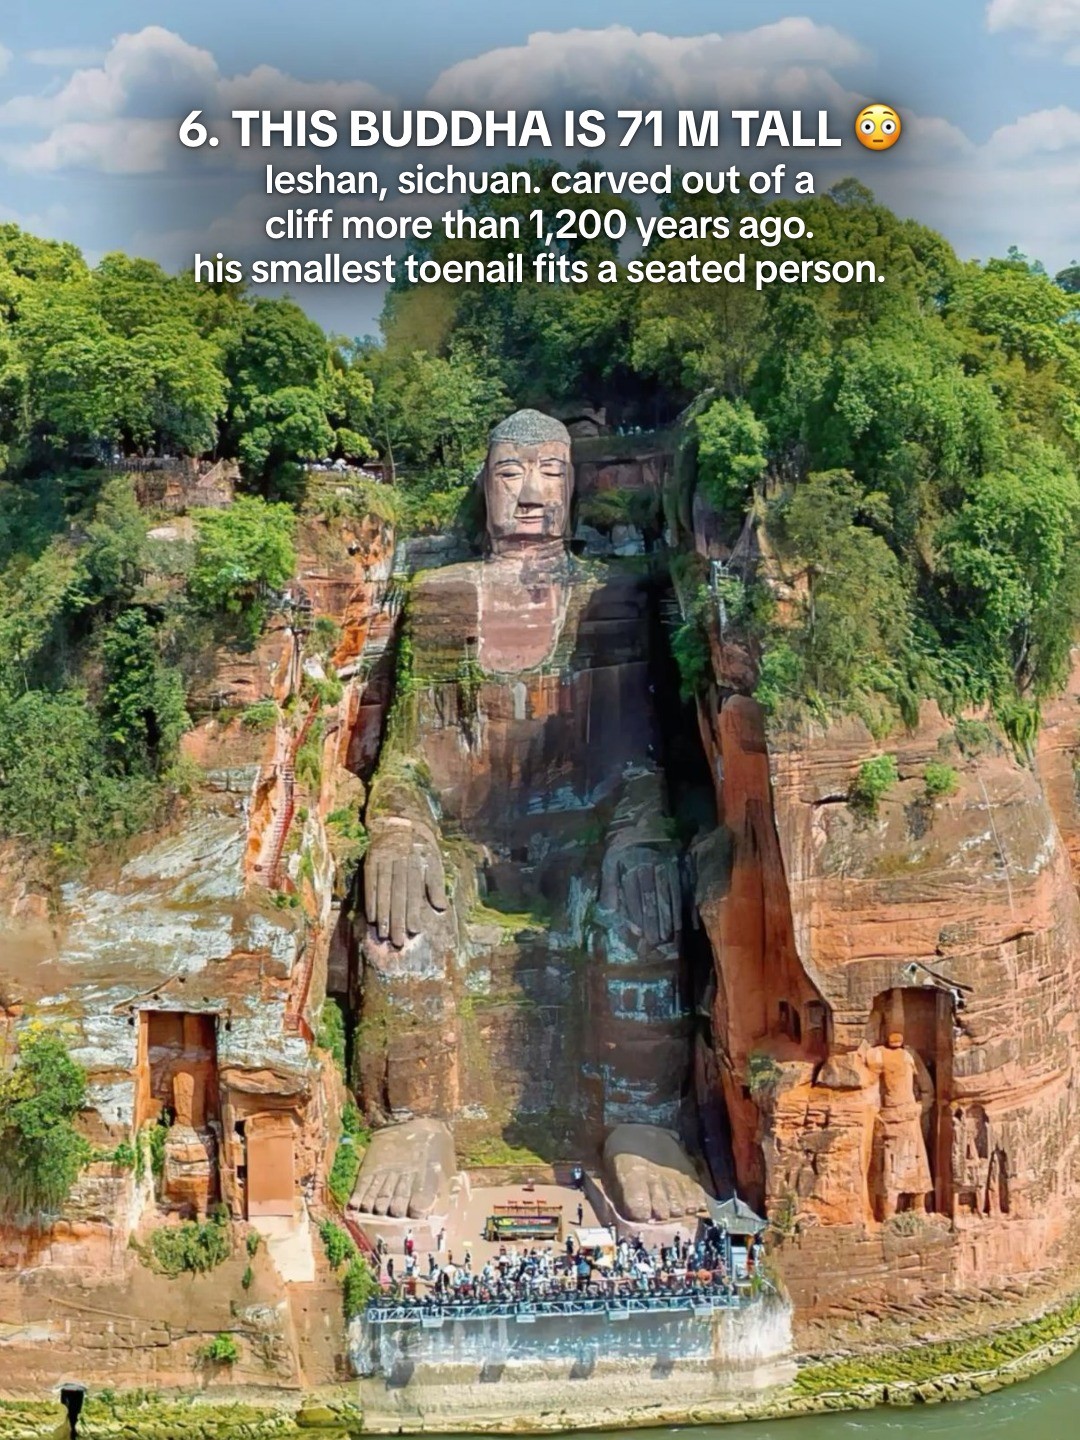 6. THIS BUDDHA IS 71 M TALL 😳
leshan, sichuan. carved out of a
cliff more than 1,200 years ago.
his smallest toenail fits a seated person.